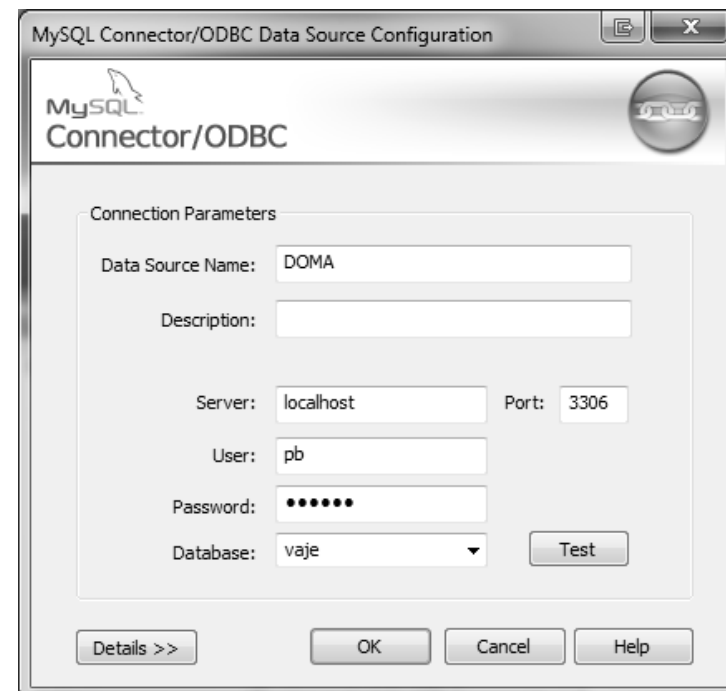 MySQL Connector/ODBC Data Source Configuration
MySQL
Connector/ODBC
Connection Parameters
Data Source Name: DOMA
Description:
Server: localhost Port: 3306
User: pb
Password: ••••••
Database: vaje Test
Details >> OK Cancel Help